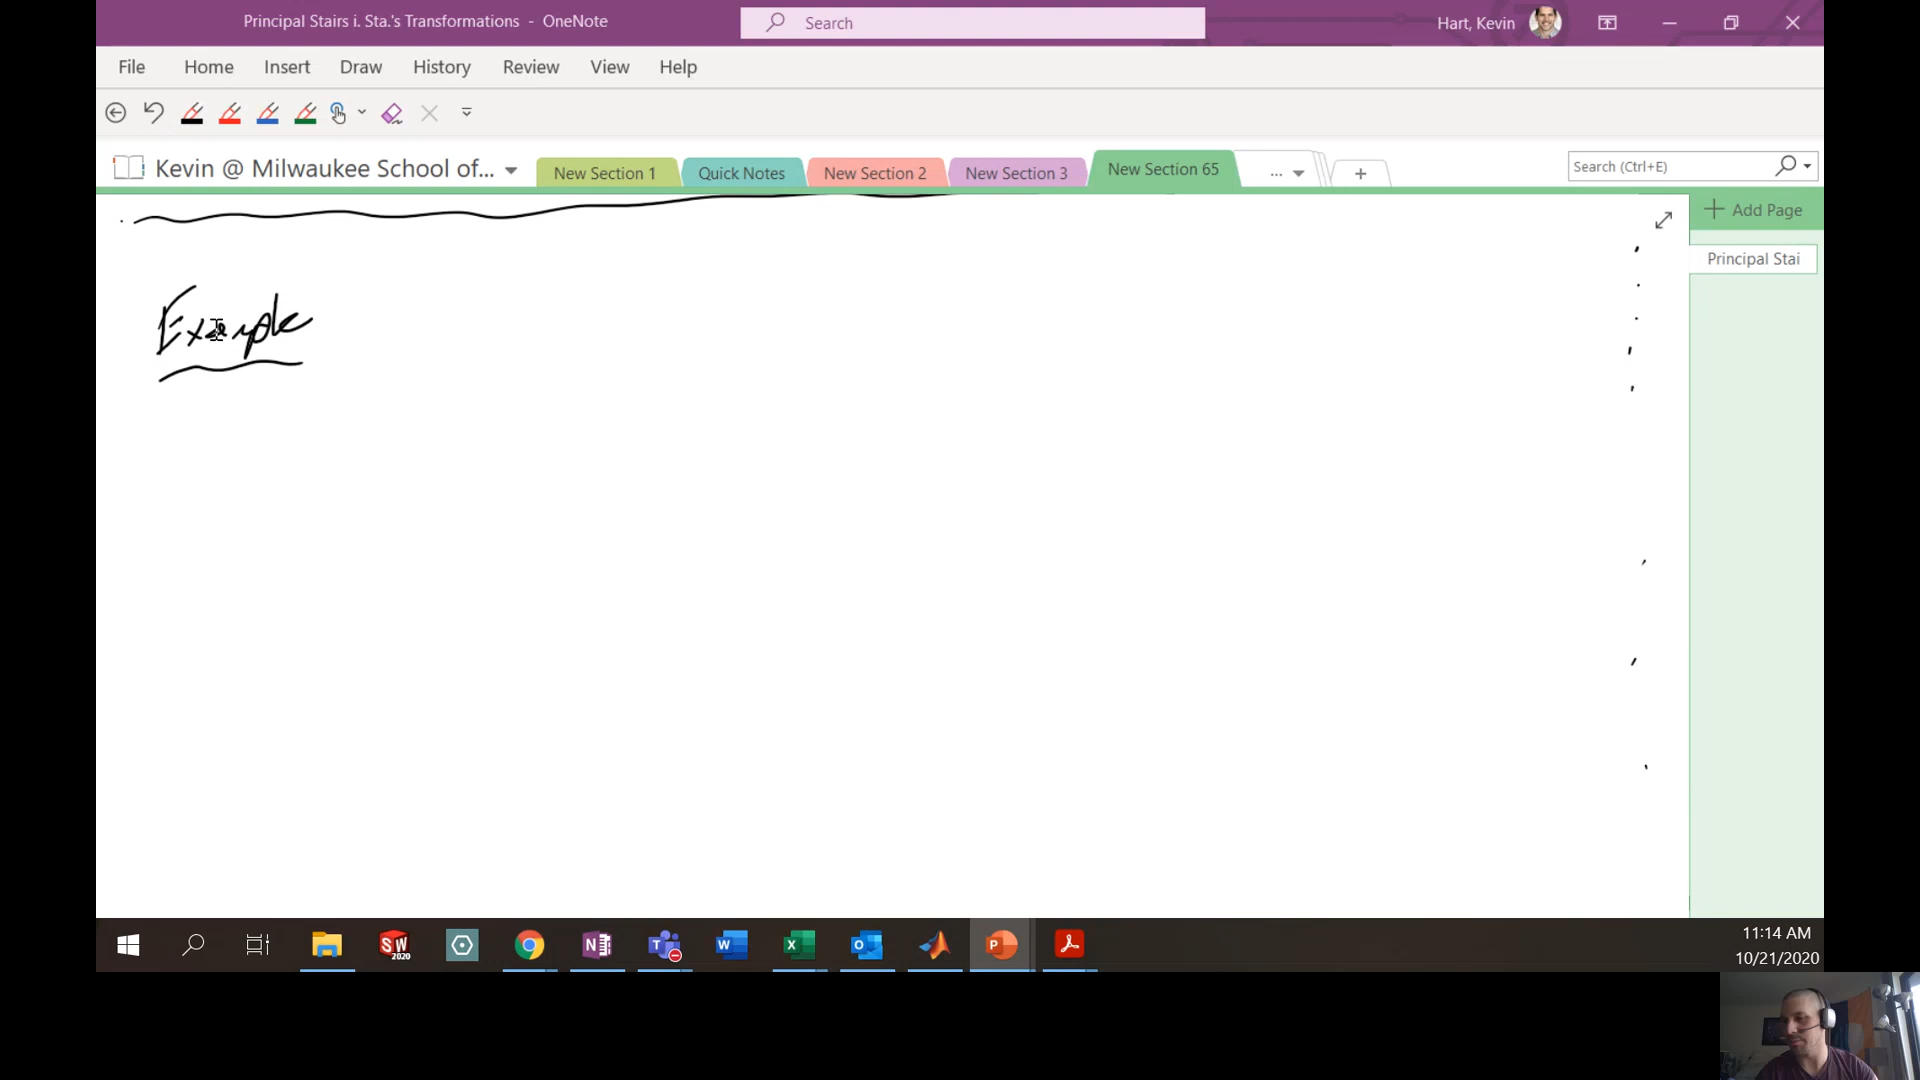 Principal Stairs i. Sta.'s Transformations - OneNote
Search
Hart, Kevin
File Home Insert Draw History Review View Help
Kevin @ Milwaukee School of...
New Section 1
Quick Notes
New Section 2
New Section 3
New Section 65
...
Search (Ctrl+E)
Add Page
Principal Stai
Example
SW
2020
N
T
W
X
O
P
11:14 AM
10/21/2020